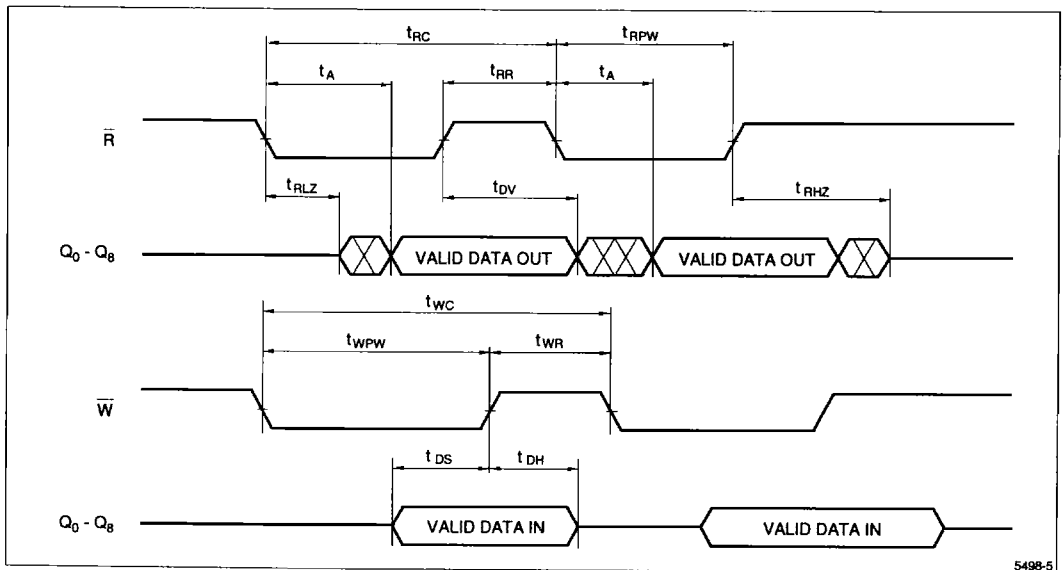 tRC tRPW
tA tRR tA
R̅
tRLZ tDV tRHZ
Q0 - Q8 VALID DATA OUT VALID DATA OUT
tWC
tWPW tWR
W̅
tDS tDH
Q0 - Q8 VALID DATA IN VALID DATA IN
5498-5